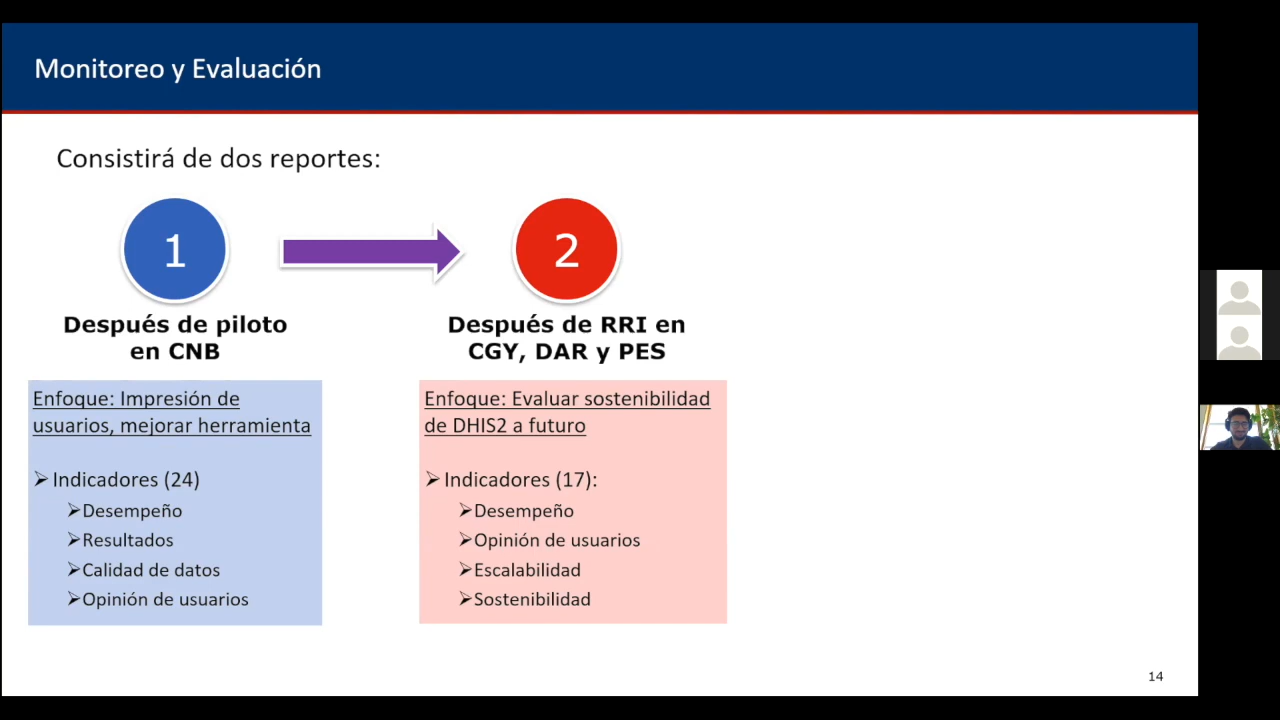 Monitoreo y Evaluación
Consistirá de dos reportes:
1
2
Después de piloto
en CNB
Después de RRI en
CGY, DAR y PES
Enfoque: Impresión de
usuarios, mejorar herramienta
➢Indicadores (24)
➢Desempeño
➢Resultados
➢Calidad de datos
➢Opinión de usuarios
Enfoque: Evaluar sostenibilidad
de DHIS2 a futuro
➢Indicadores (17):
➢Desempeño
➢Opinión de usuarios
➢Escalabilidad
➢Sostenibilidad
14